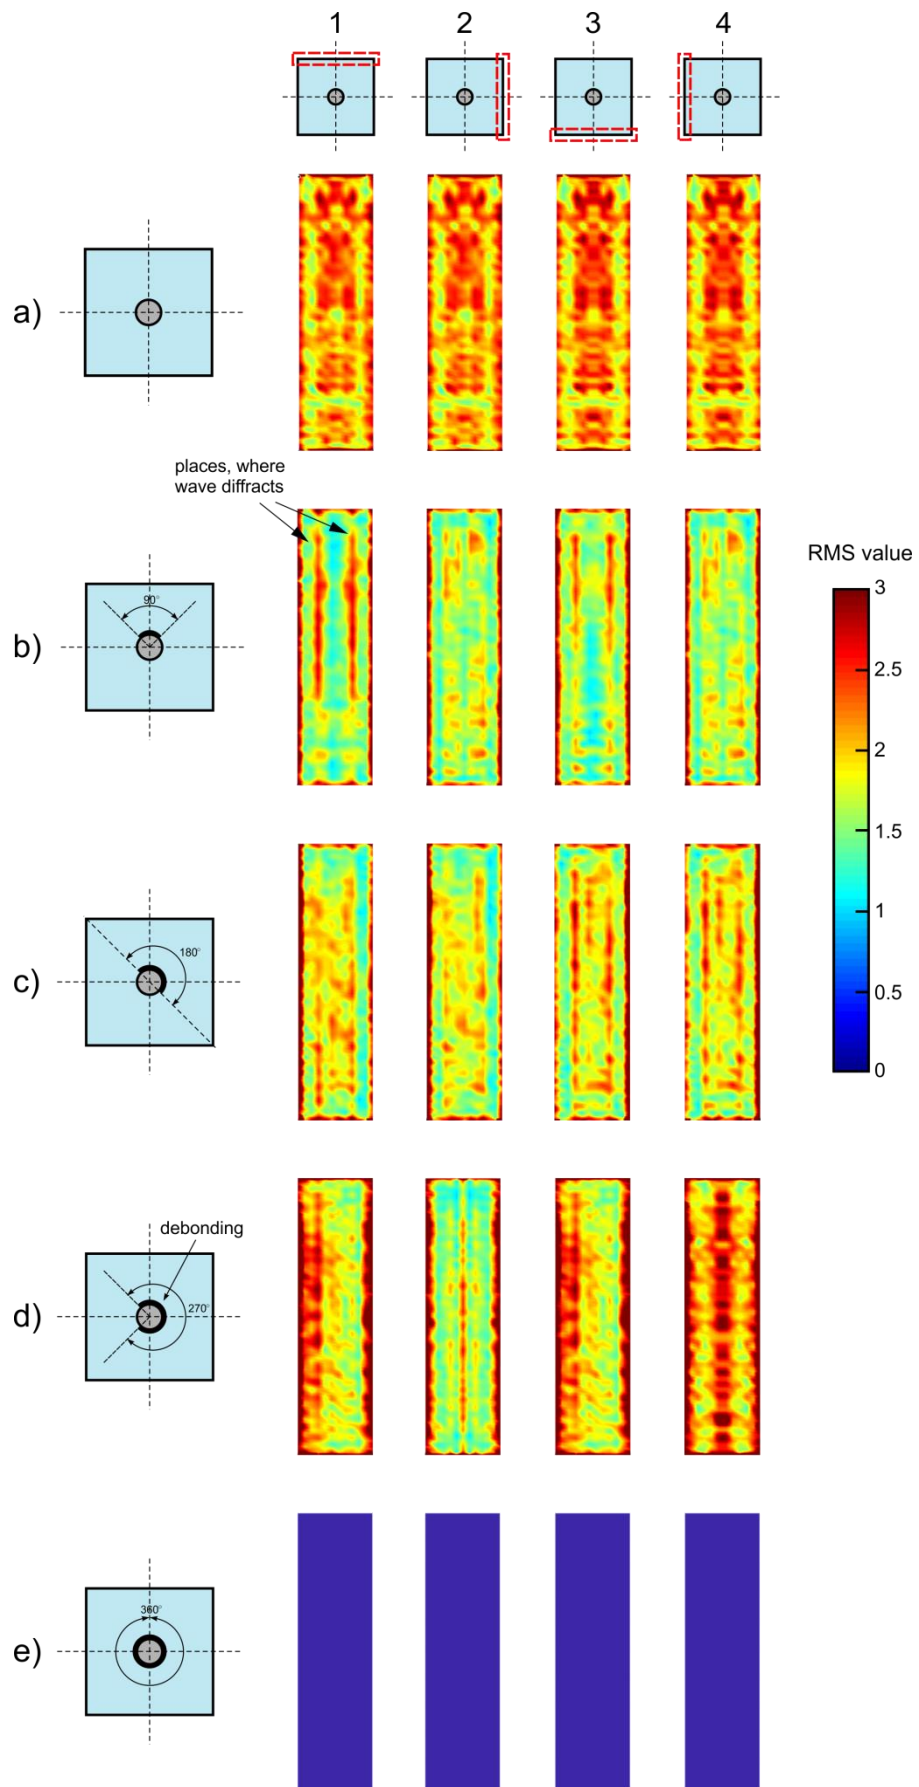 1 2 3 4
a)
places, where
wave diffracts
RMS value
3
90°
b)
2.5
2
1.5
180°
1
c)
0.5
0
debonding
270°
d)
360°
e)